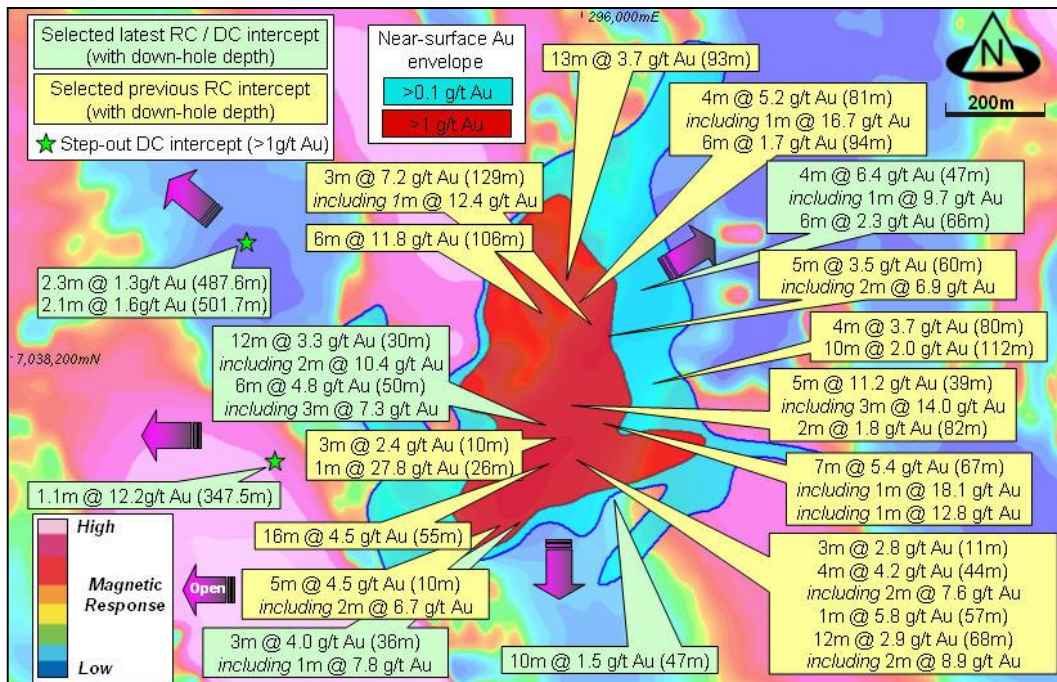 296,000mE
Selected latest RC / DC intercept
(with down-hole depth)
Selected previous RC intercept
(with down-hole depth)
Step-out DC intercept (>1g/t Au)
Near-surface Au
envelope
>0.1 g/t Au
>1 g/t Au
N
200m
13m @ 3.7 g/t Au (93m)
4m @ 5.2 g/t Au (81m)
including 1m @ 16.7 g/t Au
6m @ 1.7 g/t Au (94m)
3m @ 7.2 g/t Au (129m)
including 1m @ 12.4 g/t Au
4m @ 6.4 g/t Au (47m)
including 1m @ 9.7 g/t Au
6m @ 2.3 g/t Au (66m)
6m @ 11.8 g/t Au (106m)
5m @ 3.5 g/t Au (60m)
including 2m @ 6.9 g/t Au
2.3m @ 1.3g/t Au (487.6m)
2.1m @ 1.6g/t Au (501.7m)
4m @ 3.7 g/t Au (80m)
10m @ 2.0 g/t Au (112m)
7,038,200mN
12m @ 3.3 g/t Au (30m)
including 2m @ 10.4 g/t Au
6m @ 4.8 g/t Au (50m)
including 3m @ 7.3 g/t Au
5m @ 11.2 g/t Au (39m)
including 3m @ 14.0 g/t Au
2m @ 1.8 g/t Au (82m)
3m @ 2.4 g/t Au (10m)
1m @ 27.8 g/t Au (26m)
7m @ 5.4 g/t Au (67m)
including 1m @ 18.1 g/t Au
including 1m @ 12.8 g/t Au
1.1m @ 12.2g/t Au (347.5m)
High
Magnetic
Response
Low
16m @ 4.5 g/t Au (55m)
Open
5m @ 4.5 g/t Au (10m)
including 2m @ 6.7 g/t Au
3m @ 4.0 g/t Au (36m)
including 1m @ 7.8 g/t Au
10m @ 1.5 g/t Au (47m)
3m @ 2.8 g/t Au (11m)
4m @ 4.2 g/t Au (44m)
including 2m @ 7.6 g/t Au
1m @ 5.8 g/t Au (57m)
12m @ 2.9 g/t Au (68m)
including 2m @ 8.9 g/t Au